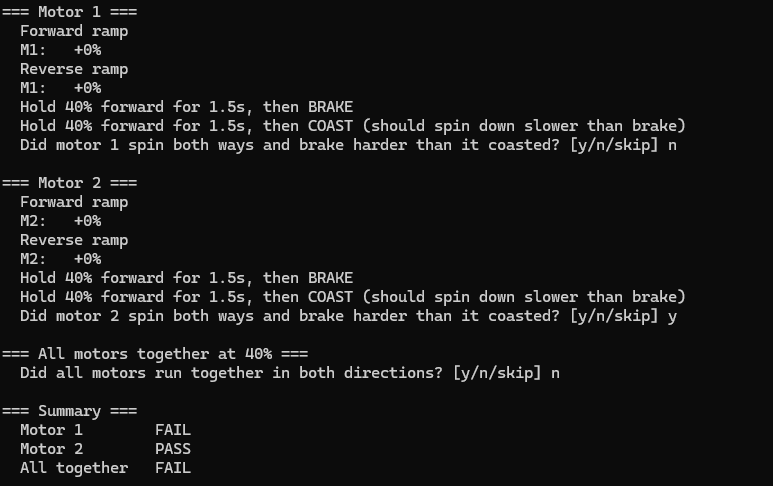 === Motor 1 ===
  Forward ramp
  M1:   +0%
  Reverse ramp
  M1:   +0%
  Hold 40% forward for 1.5s, then BRAKE
  Hold 40% forward for 1.5s, then COAST (should spin down slower than brake)
  Did motor 1 spin both ways and brake harder than it coasted? [y/n/skip] n

=== Motor 2 ===
  Forward ramp
  M2:   +0%
  Reverse ramp
  M2:   +0%
  Hold 40% forward for 1.5s, then BRAKE
  Hold 40% forward for 1.5s, then COAST (should spin down slower than brake)
  Did motor 2 spin both ways and brake harder than it coasted? [y/n/skip] y

=== All motors together at 40% ===
  Did all motors run together in both directions? [y/n/skip] n

=== Summary ===
  Motor 1        FAIL
  Motor 2        PASS
  All together   FAIL